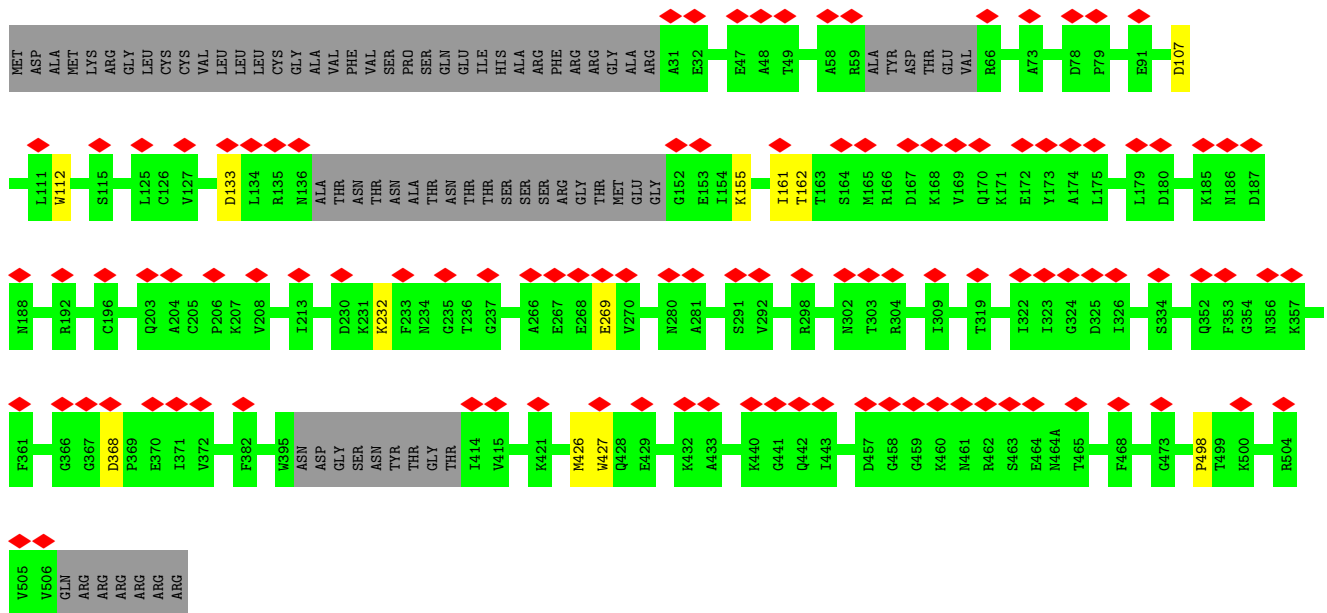 MET ASP ALA MET LYS ARG GLY LEU CYS CYS VAL LEU LEU LEU CYS GLY ALA VAL PHE VAL SER PRO SER GLN GLU ILE HIS ALA ARG PHE ARG ARG GLY ALA ARG A31 E32 E47 A48 T49 A58 R59 ALA TYR ASP THR GLU VAL R66 A73 D78 P79 E91 D107
L111 W112 S115 L125 C126 V127 D133 L134 R135 N136 ALA THR ASN THR ASN ALA THR ASN THR THR SER SER SER ARG GLY THR MET GLU GLY G152 E153 I154 K155 I161 T162 T163 S164 M165 R166 D167 K168 V169 Q170 K171 E172 Y173 A174 L175 L179 D180 K185 N186 D187
N188 R192 C196 Q203 A204 C205 P206 K207 V208 I213 D230 K231 K232 F233 N234 G235 T236 G237 A266 E267 E268 E269 V270 N280 A281 S291 V292 R298 N302 T303 R304 I309 T319 I322 I323 G324 D325 I326 S334 Q352 F353 G354 N356 K357
F361 G366 G367 D368 P369 E370 I371 V372 F382 W395 ASN ASP GLY SER ASN TYR THR GLY THR I414 V415 K421 M426 W427 Q428 E429 K432 A433 K440 G441 Q442 I443 D457 G458 G459 K460 N461 R462 S463 E464 N464A T465 F468 G473 P498 T499 K500 R504
V505 V506 GLN ARG ARG ARG ARG ARG ARG